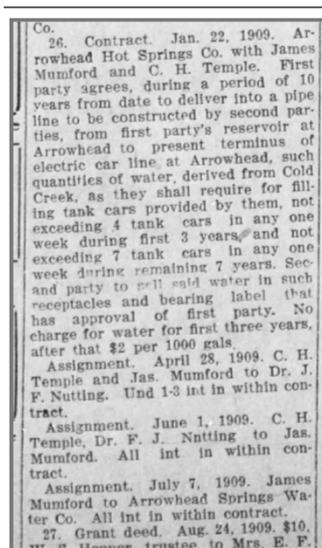 Co.
26. Contract. Jan. 22, 1909. Ar-
rowhead Hot Springs Co. with James
Mumford and C. H. Temple. First
party agrees, during a period of 10
years from date to deliver into a pipe
line to be constructed by second par-
ties, from first party's reservoir at
Arrowhead to present terminus of
electric car line at Arrowhead, such
quantities of water, derived from Cold
Creek, as they shall require for fill-
ing tank cars provided by them, not
exceeding 4 tank cars in any one
week during first 3 years, and not
exceeding 7 tank cars in any one
week during remaining 7 years. Sec-
and party to sell said water in such
receptacles and bearing label that
has approval of first party. No
charge for water for first three years,
after that $2 per 1000 gals.
Assignment. April 28, 1909. C. H.
Temple and Jas. Mumford to Dr. J.
F. Nutting. Und 1-3 int in within con-
tract.
Assignment. June 1, 1909. C. H.
Temple, Dr. F. J. Nntting to Jas.
Mumford. All int in within con-
tract.
Assignment. July 7, 1909. James
Mumford to Arrowhead Springs Wa-
ter Co. All int in within contract.
27. Grant deed. Aug. 24, 1909. $10.
trustee to Mrs. E. F.